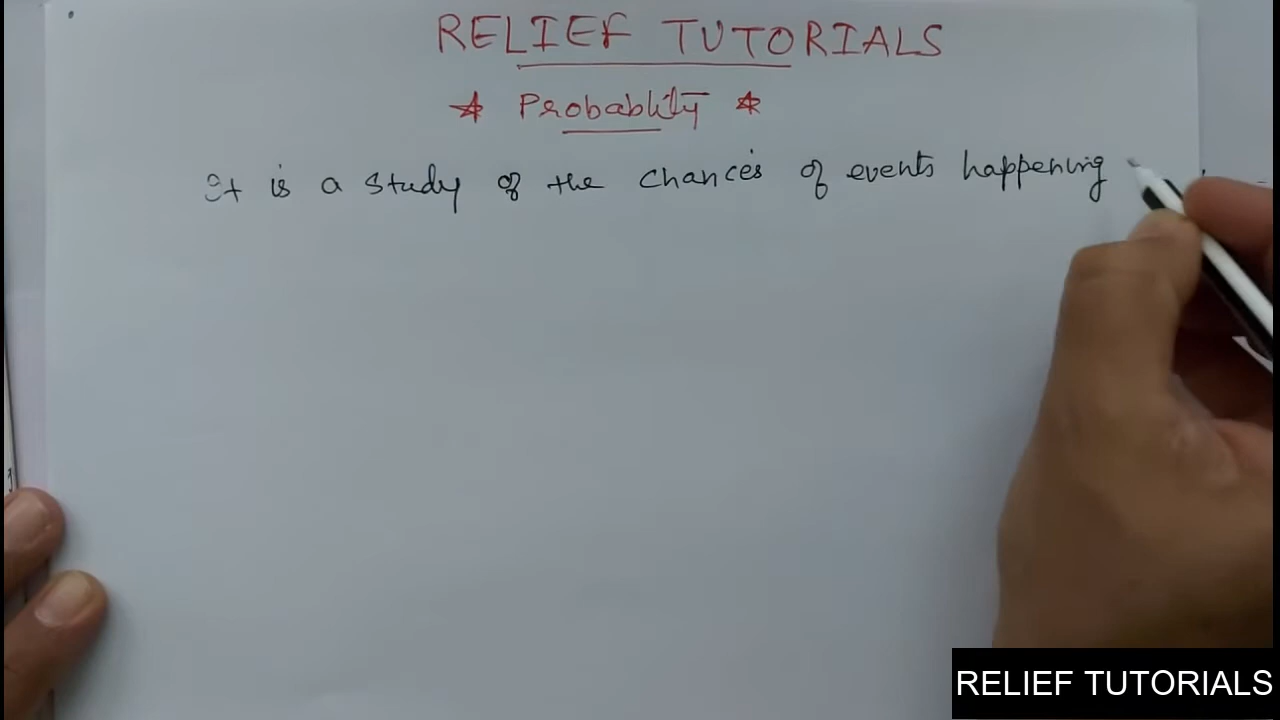 RELIEF TUTORIALS
★ Probablity ★
It is a study of the chances of events happening
RELIEF TUTORIALS